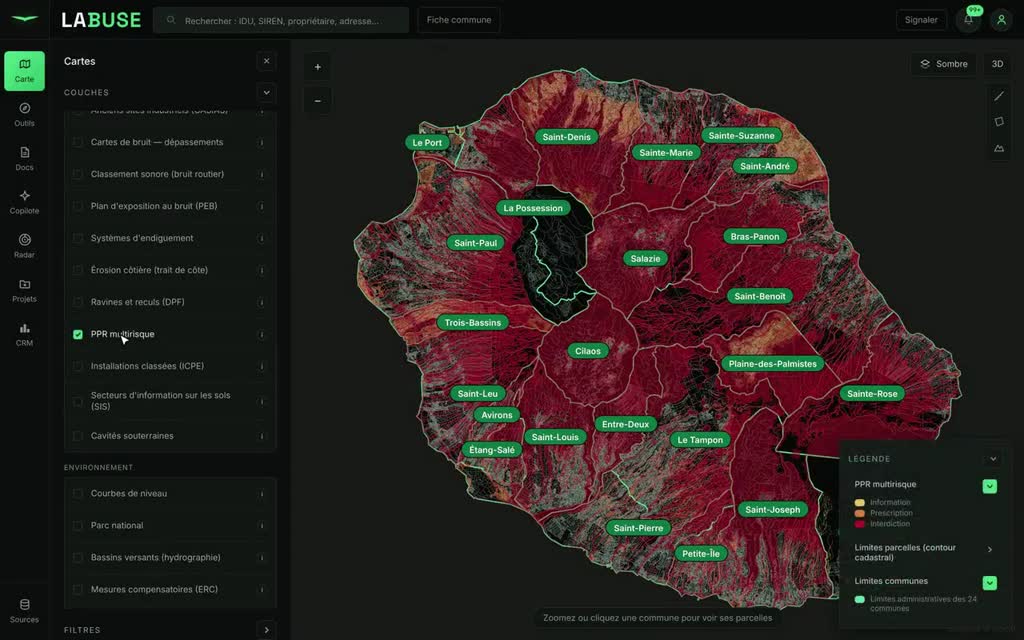 LABUSE
Rechercher : IDU, SIREN, propriétaire, adresse...
Fiche commune
Signaler
99+
Carte
Outils
Docs
Copilote
Radar
Projets
CRM
Sources
Cartes
COUCHES
Anciens sites industriels (CASIAS)
Cartes de bruit — dépassements
Classement sonore (bruit routier)
Plan d'exposition au bruit (PEB)
Systèmes d'endiguement
Érosion côtière (trait de côte)
Ravines et reculs (DPF)
PPR multirisque
Installations classées (ICPE)
Secteurs d'information sur les sols
(SIS)
Cavités souterraines
ENVIRONNEMENT
Courbes de niveau
Parc national
Bassins versants (hydrographie)
Mesures compensatoires (ERC)
FILTRES
+
−
Sombre
3D
Le Port
Saint-Denis
Sainte-Marie
Sainte-Suzanne
Saint-André
La Possession
Saint-Paul
Salazie
Bras-Panon
Saint-Benoît
Trois-Bassins
Cilaos
Plaine-des-Palmistes
Sainte-Rose
Saint-Leu
Avirons
Étang-Salé
Saint-Louis
Entre-Deux
Le Tampon
Saint-Pierre
Petite-Île
Saint-Joseph
LÉGENDE
PPR multirisque
Information
Prescription
Interdiction
Limites parcelles (contour
cadastral)
Limites communes
Limites administratives des 24
communes
Zoomez ou cliquez une commune pour voir ses parcelles